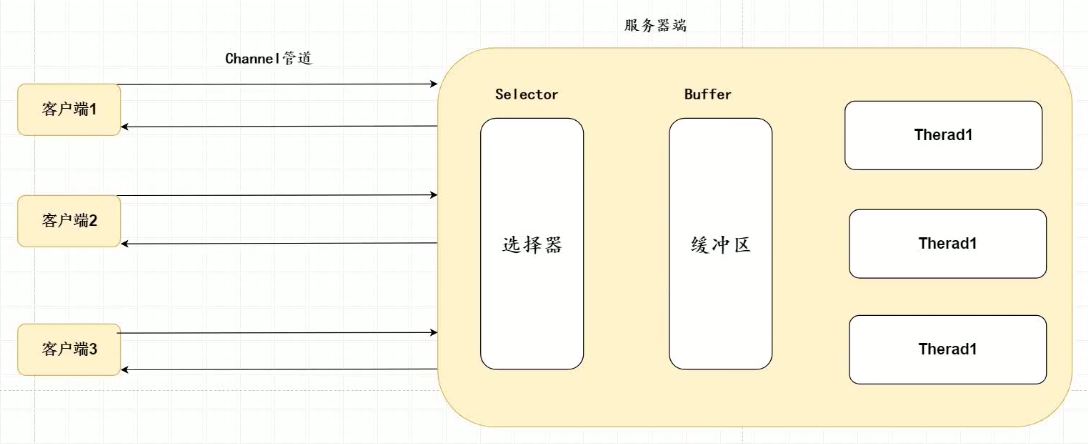 服务器端
Channel管道
客户端1
Selector
Buffer
Therad1
客户端2
选择器
缓冲区
Therad1
客户端3
Therad1